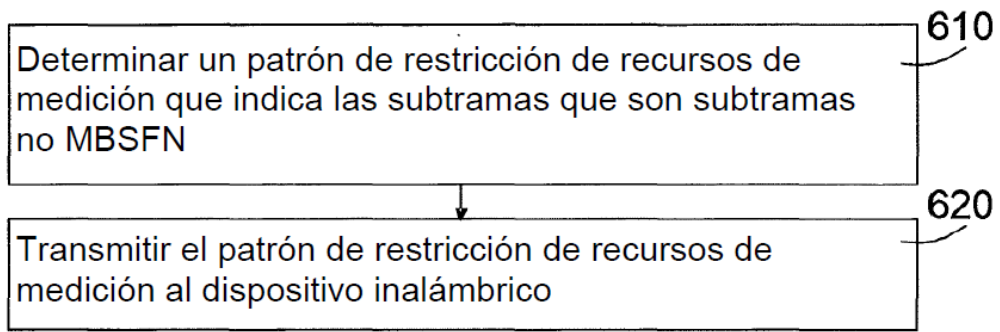 610
Determinar un patrón de restricción de recursos de
medición que indica las subtramas que son subtramas
no MBSFN
620
Transmitir el patrón de restricción de recursos de
medición al dispositivo inalámbrico